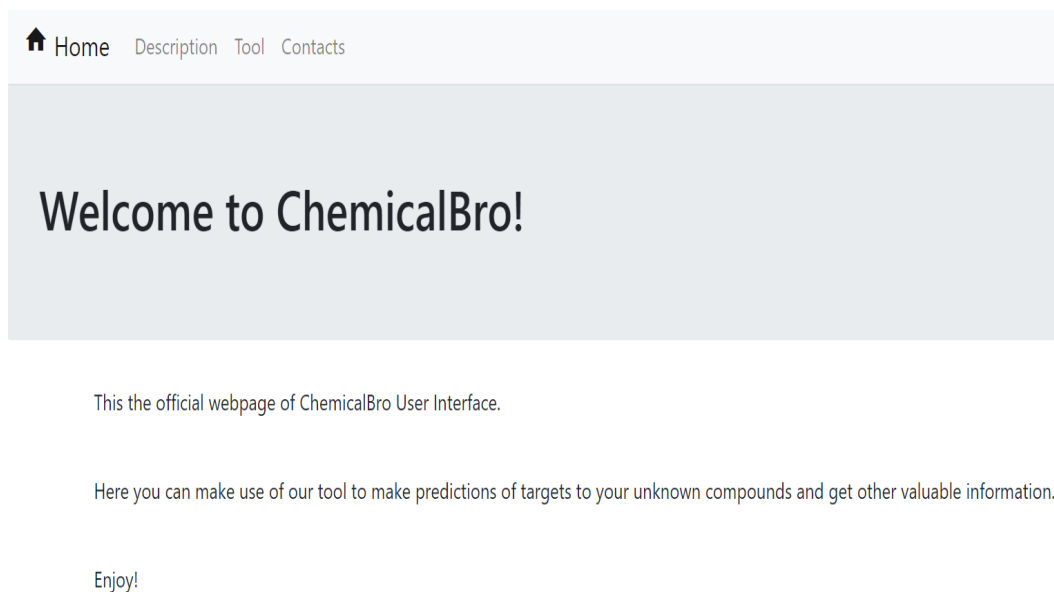 Home Description Tool Contacts
Welcome to ChemicalBro!
This the official webpage of ChemicalBro User Interface.
Here you can make use of our tool to make predictions of targets to your unknown compounds and get other valuable information.
Enjoy!